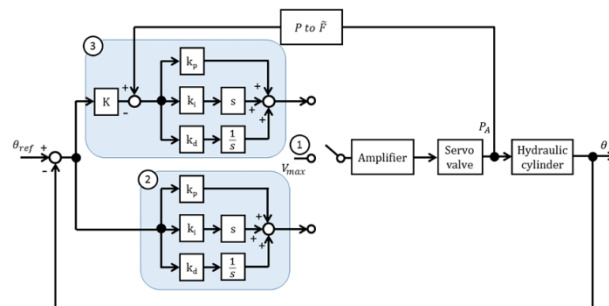 P to F̃
3
k_p
+
+
K
-
k_i
s
+
+
k_d
1/s
θ_ref
+
-
1
V_max
Amplifier
Servo
valve
P_A
Hydraulic
cylinder
θ
2
k_p
+
k_i
s
+
+
k_d
1/s